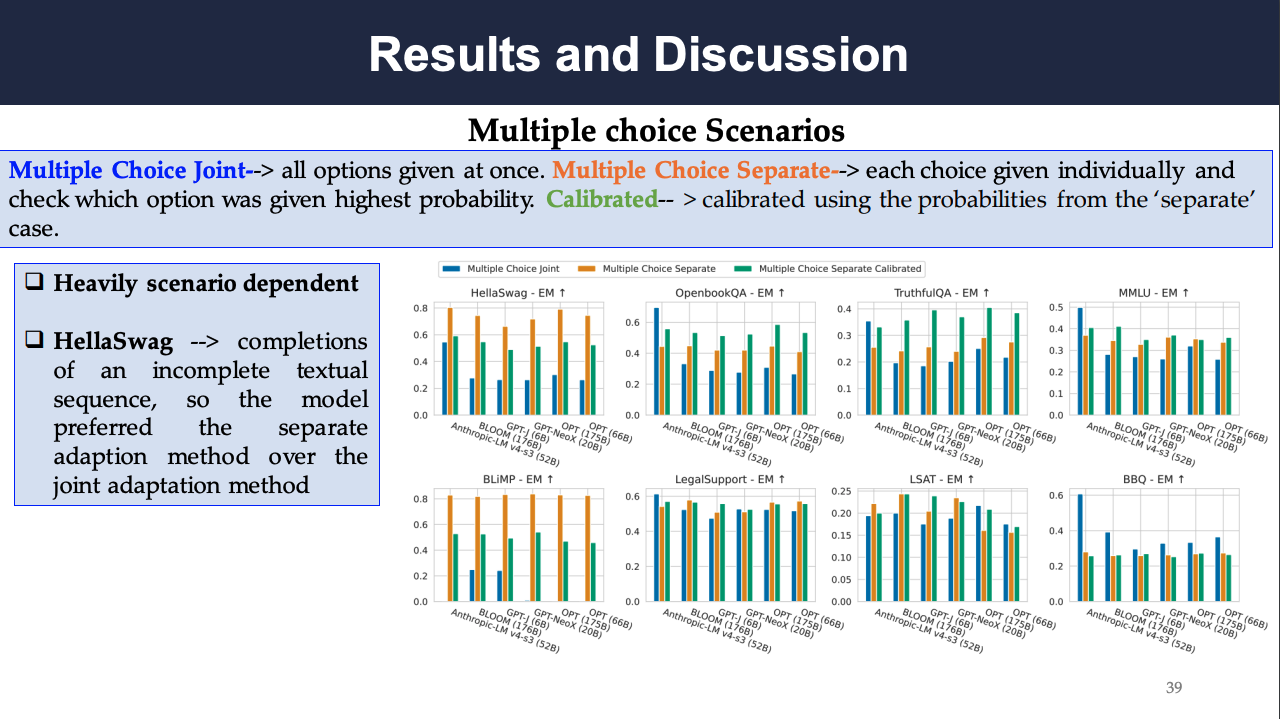 Results and Discussion
Multiple choice Scenarios
Multiple Choice Joint--> all options given at once. Multiple Choice Separate--> each choice given individually and
check which option was given highest probability. Calibrated-- > calibrated using the probabilities from the ‘separate’
case.
❑ Heavily scenario dependent
❑ HellaSwag --> completions
of an incomplete textual
sequence, so the model
preferred the separate
adaption method over the
joint adaptation method
Multiple Choice Joint Multiple Choice Separate Multiple Choice Separate Calibrated
HellaSwag - EM ↑
0.8
0.6
0.4
0.2
0.0
Anthropic-LM v4-s3 (52B)
BLOOM (176B)
GPT-J (6B)
GPT-NeoX (20B)
OPT (175B)
OPT (66B)
OpenbookQA - EM ↑
0.6
0.4
0.2
0.0
Anthropic-LM v4-s3 (52B)
BLOOM (176B)
GPT-J (6B)
GPT-NeoX (20B)
OPT (175B)
OPT (66B)
TruthfulQA - EM ↑
0.4
0.3
0.2
0.1
0.0
Anthropic-LM v4-s3 (52B)
BLOOM (176B)
GPT-J (6B)
GPT-NeoX (20B)
OPT (175B)
OPT (66B)
MMLU - EM ↑
0.5
0.4
0.3
0.2
0.1
0.0
Anthropic-LM v4-s3 (52B)
BLOOM (176B)
GPT-J (6B)
GPT-NeoX (20B)
OPT (175B)
OPT (66B)
BLiMP - EM ↑
0.8
0.6
0.4
0.2
0.0
Anthropic-LM v4-s3 (52B)
BLOOM (176B)
GPT-J (6B)
GPT-NeoX (20B)
OPT (175B)
OPT (66B)
LegalSupport - EM ↑
0.6
0.4
0.2
0.0
Anthropic-LM v4-s3 (52B)
BLOOM (176B)
GPT-J (6B)
GPT-NeoX (20B)
OPT (175B)
OPT (66B)
LSAT - EM ↑
0.25
0.20
0.15
0.10
0.05
0.00
Anthropic-LM v4-s3 (52B)
BLOOM (176B)
GPT-J (6B)
GPT-NeoX (20B)
OPT (175B)
OPT (66B)
BBQ - EM ↑
0.6
0.4
0.2
0.0
Anthropic-LM v4-s3 (52B)
BLOOM (176B)
GPT-J (6B)
GPT-NeoX (20B)
OPT (175B)
OPT (66B)
39